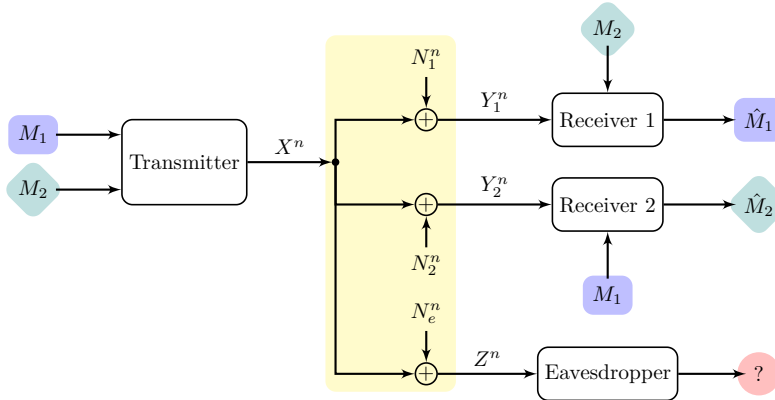 M_2
N_1^n
Y_1^n
Receiver 1
\hat{M}_1
M_1
Transmitter
X^n
M_2
Y_2^n
Receiver 2
\hat{M}_2
N_2^n
M_1
N_e^n
Z^n
Eavesdropper
?